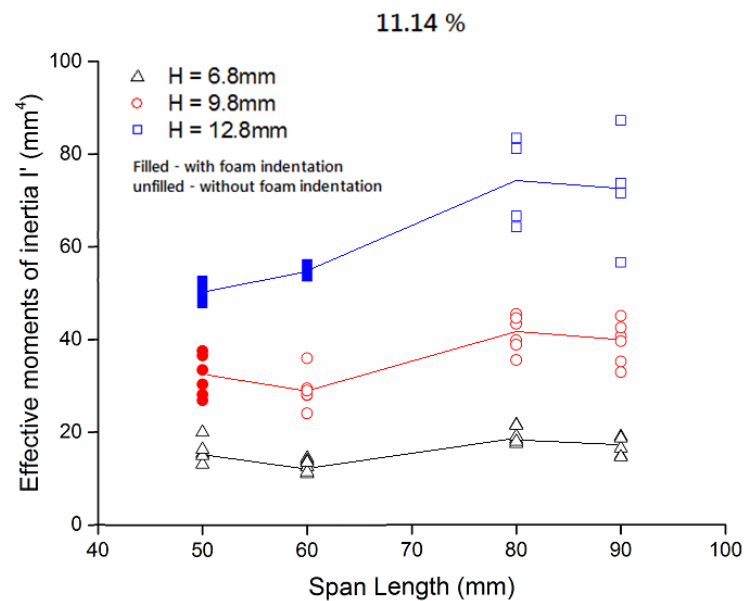 11.14 %
H = 6.8mm
H = 9.8mm
H = 12.8mm
Filled - with foam indentation
unfilled - without foam indentation
Effective moments of inertia I' (mm⁴)
100
80
60
40
20
0
40 50 60 70 80 90 100
Span Length (mm)